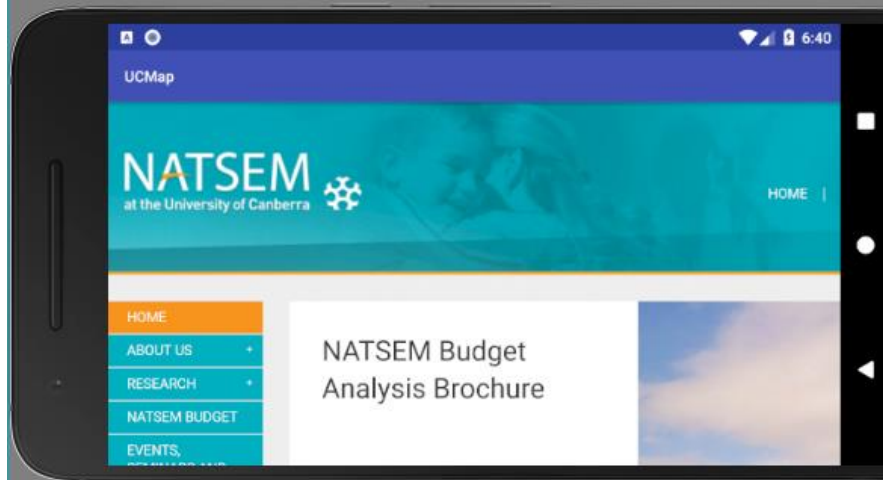 6:40
UCMap
NATSEM
at the University of Canberra
HOME |
HOME
ABOUT US +
RESEARCH +
NATSEM BUDGET
EVENTS,
NATSEM Budget
Analysis Brochure